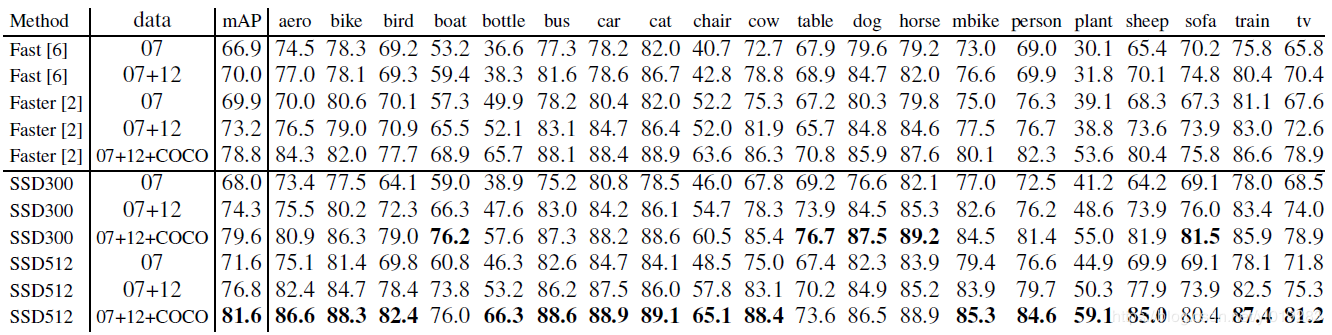 Method data mAP aero bike bird boat bottle bus car cat chair cow table dog horse mbike person plant sheep sofa train tv
Fast [6] 07 66.9 74.5 78.3 69.2 53.2 36.6 77.3 78.2 82.0 40.7 72.7 67.9 79.6 79.2 73.0 69.0 30.1 65.4 70.2 75.8 65.8
Fast [6] 07+12 70.0 77.0 78.1 69.3 59.4 38.3 81.6 78.6 86.7 42.8 78.8 68.9 84.7 82.0 76.6 69.9 31.8 70.1 74.8 80.4 70.4
Faster [2] 07 69.9 70.0 80.6 70.1 57.3 49.9 78.2 80.4 82.0 52.2 75.3 67.2 80.3 79.8 75.0 76.3 39.1 68.3 67.3 81.1 67.6
Faster [2] 07+12 73.2 76.5 79.0 70.9 65.5 52.1 83.1 84.7 86.4 52.0 81.9 65.7 84.8 84.6 77.5 76.7 38.8 73.6 73.9 83.0 72.6
Faster [2] 07+12+COCO 78.8 84.3 82.0 77.7 68.9 65.7 88.1 88.4 88.9 63.6 86.3 70.8 85.9 87.6 80.1 82.3 53.6 80.4 75.8 86.6 78.9
SSD300 07 68.0 73.4 77.5 64.1 59.0 38.9 75.2 80.8 78.5 46.0 67.8 69.2 76.6 82.1 77.0 72.5 41.2 64.2 69.1 78.0 68.5
SSD300 07+12 74.3 75.5 80.2 72.3 66.3 47.6 83.0 84.2 86.1 54.7 78.3 73.9 84.5 85.3 82.6 76.2 48.6 73.9 76.0 83.4 74.0
SSD300 07+12+COCO 79.6 80.9 86.3 79.0 76.2 57.6 87.3 88.2 88.6 60.5 85.4 76.7 87.5 89.2 84.5 81.4 55.0 81.9 81.5 85.9 78.9
SSD512 07 71.6 75.1 81.4 69.8 60.8 46.3 82.6 84.7 84.1 48.5 75.0 67.4 82.3 83.9 79.4 76.6 44.9 69.9 69.1 78.1 71.8
SSD512 07+12 76.8 82.4 84.7 78.4 73.8 53.2 86.2 87.5 86.0 57.8 83.1 70.2 84.9 85.2 83.9 79.7 50.3 77.9 73.9 82.5 75.3
SSD512 07+12+COCO 81.6 86.6 88.3 82.4 76.0 66.3 88.6 88.9 89.1 65.1 88.4 73.6 86.5 88.9 85.3 84.6 59.1 85.0 80.4 87.4 81.2